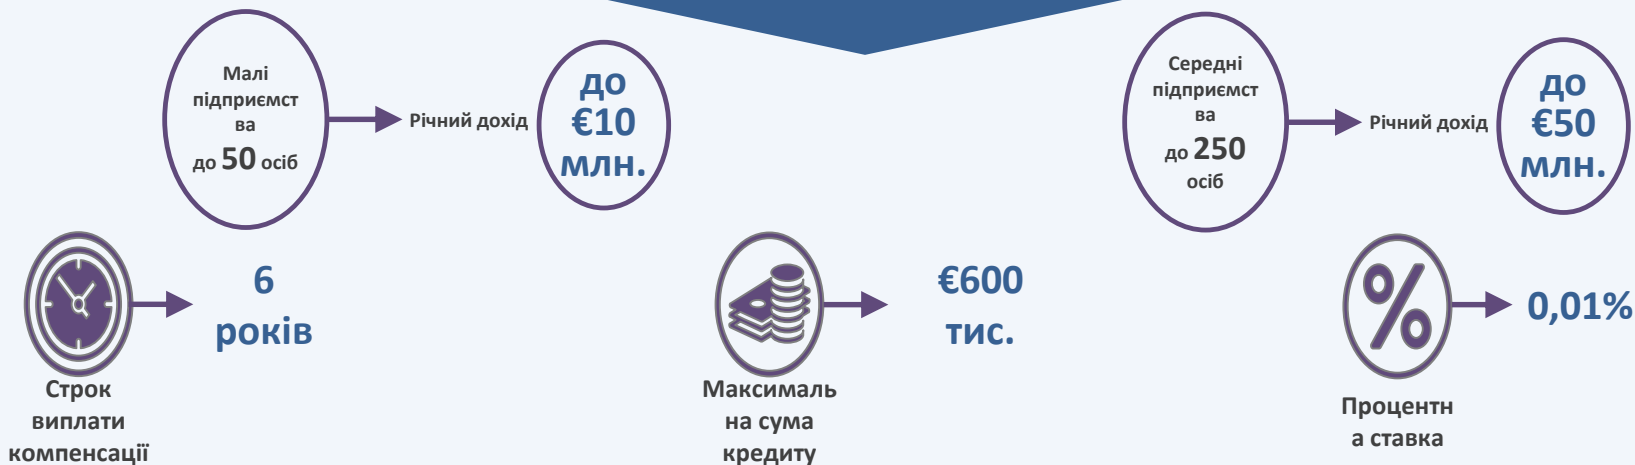 Малі
підприємст
ва
до 50 осіб
Річний дохід
до
€10
млн.
Середні
підприємст
ва
до 250
осіб
Річний дохід
до
€50
млн.
6
років
Строк
виплати
компенсації
€600
тис.
Максималь
на сума
кредиту
0,01%
Процентн
а ставка